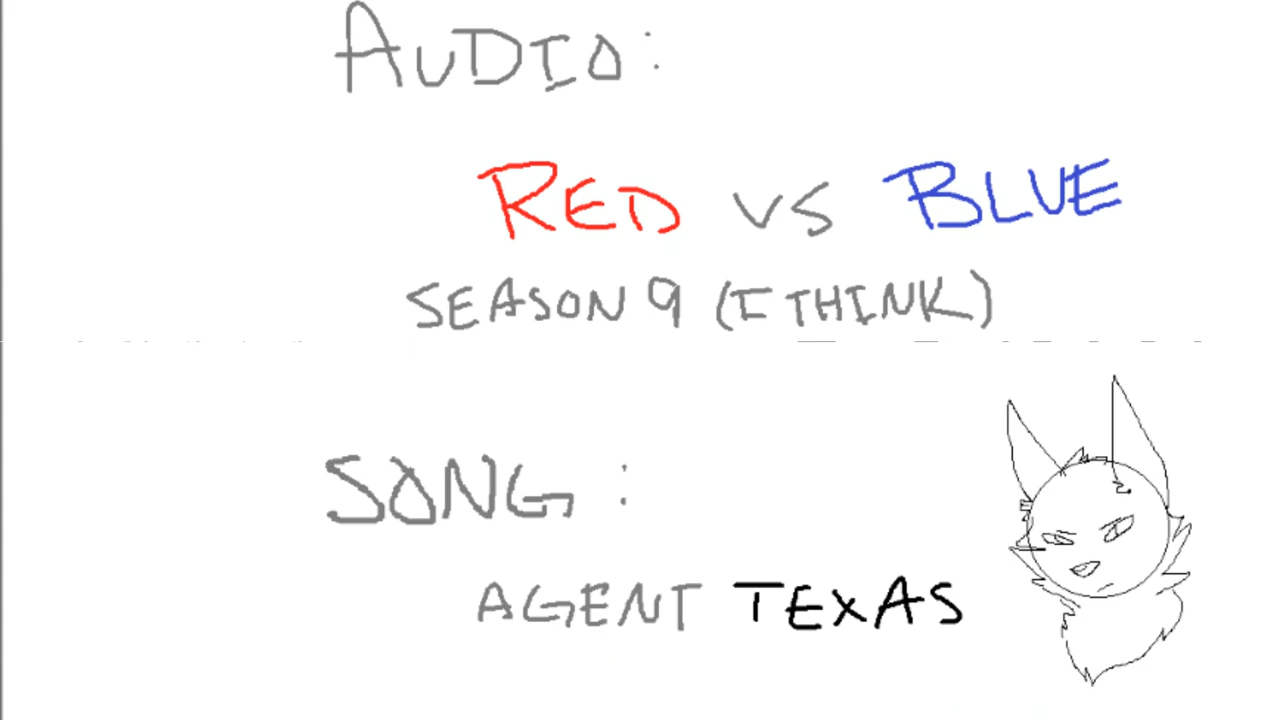 AUDIO:
RED VS BLUE
SEASON 9 (I THINK)
SONG:
AGENT TEXAS